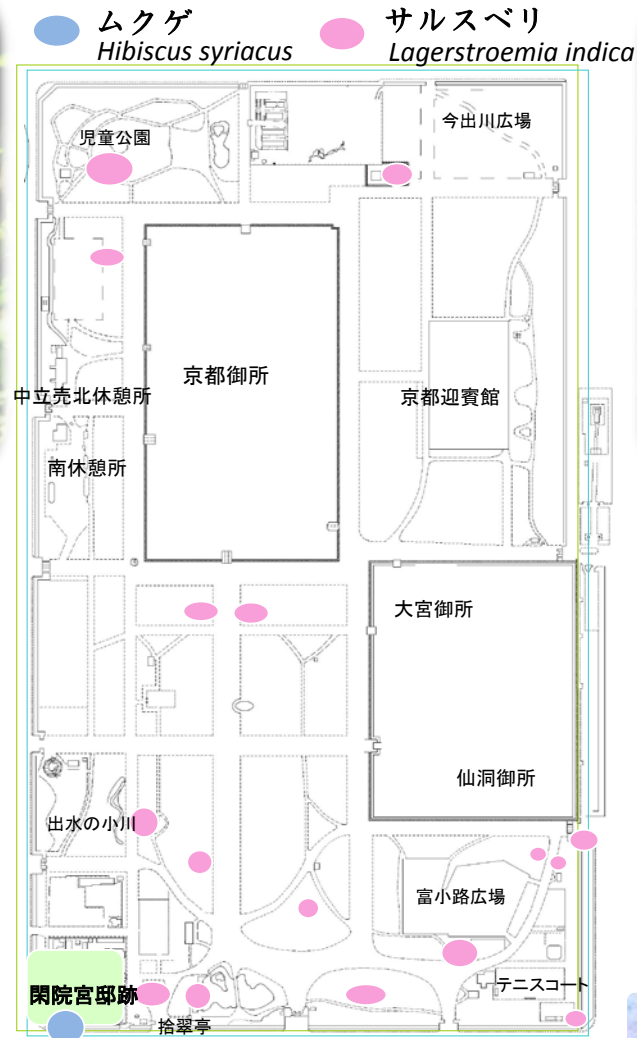 ムクゲ
Hibiscus syriacus
サルスベリ
Lagerstroemia indica
今出川広場
児童公園
京都御所
中立売北休憩所
京都迎賓館
南休憩所
大宮御所
仙洞御所
出水の小川
富小路広場
テニスコート
閑院宮邸跡
拾翠亭